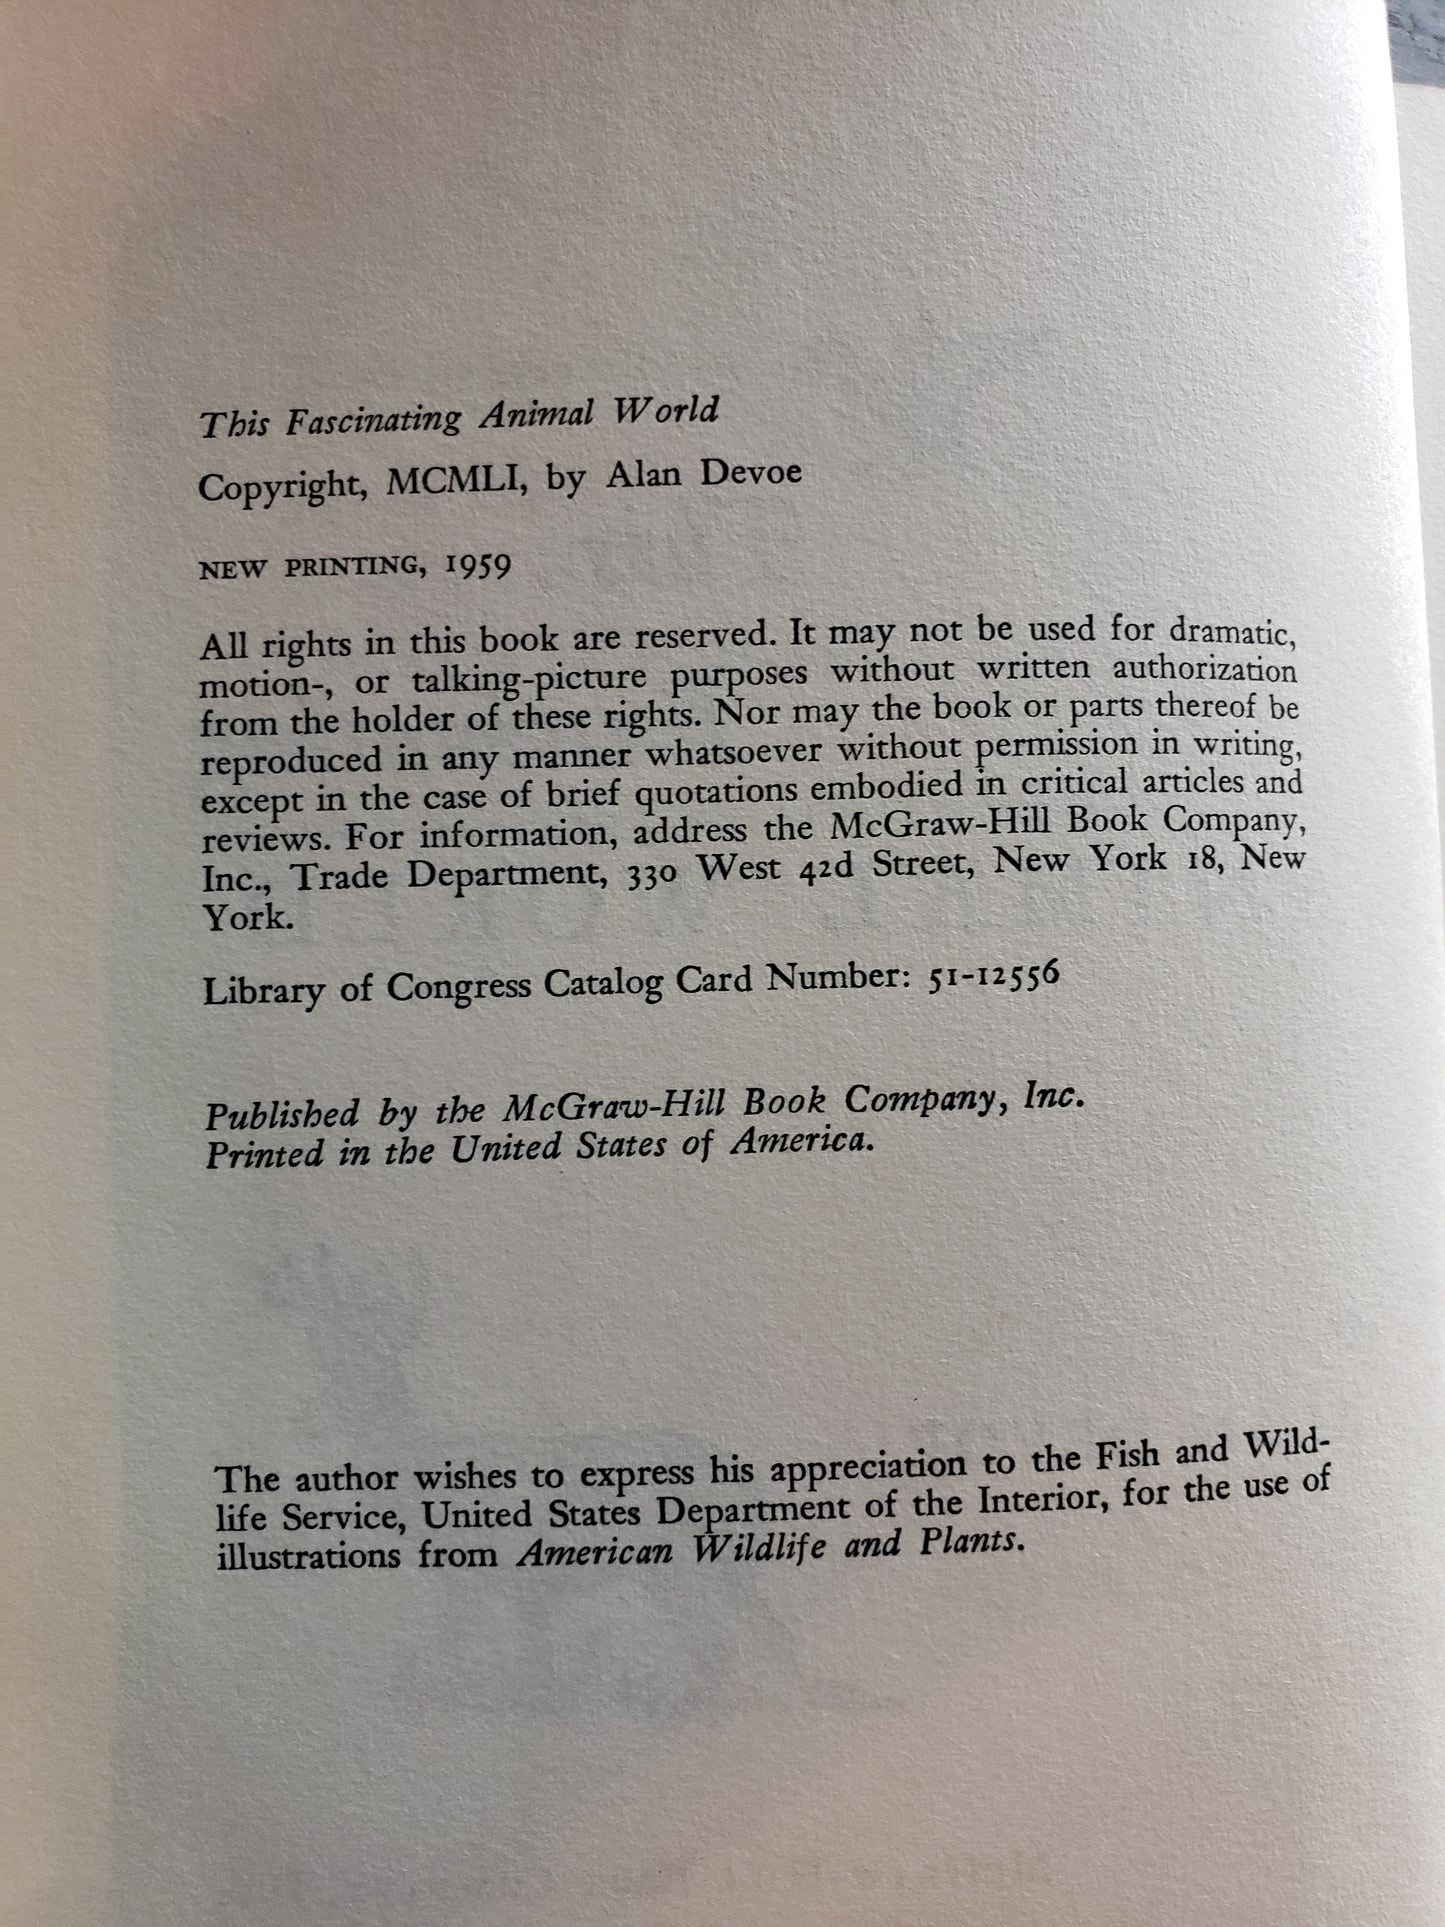 This Fascinating Animal World
Copyright, MCMLI, by Alan Devoe
NEW PRINTING, 1959
All rights in this book are reserved. It may not be used for dramatic,
motion-, or talking-picture purposes without written authorization
from the holder of these rights. Nor may the book or parts thereof be
reproduced in any manner whatsoever without permission in writing,
except in the case of brief quotations embodied in critical articles and
reviews. For information, address the McGraw-Hill Book Company,
Inc., Trade Department, 330 West 42d Street, New York 18, New
York.
Library of Congress Catalog Card Number: 51-12556
Published by the McGraw-Hill Book Company, Inc.
Printed in the United States of America.
The author wishes to express his appreciation to the Fish and Wild-
life Service, United States Department of the Interior, for the use of
illustrations from American Wildlife and Plants.